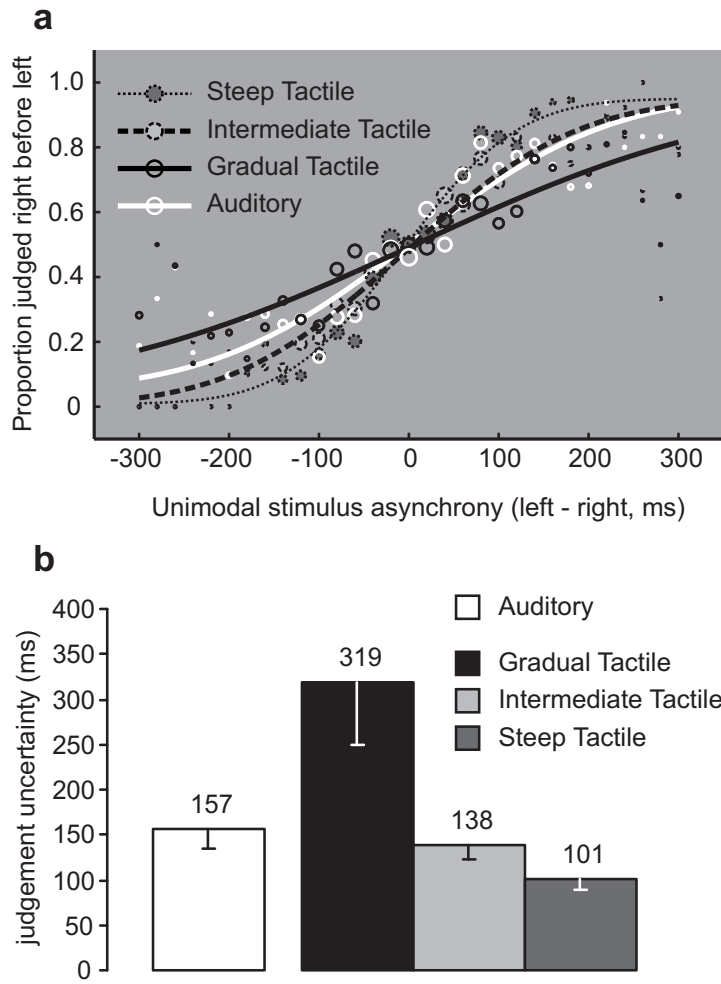 a
Proportion judged right before left
1.0
0.8
0.6
0.4
0.2
0
Steep Tactile
Intermediate Tactile
Gradual Tactile
Auditory
-300 -200 -100 0 100 200 300
Unimodal stimulus asynchrony (left - right, ms)
b
judgement uncertainty (ms)
400
350
300
250
200
150
100
50
0
157
319
138
101
Auditory
Gradual Tactile
Intermediate Tactile
Steep Tactile